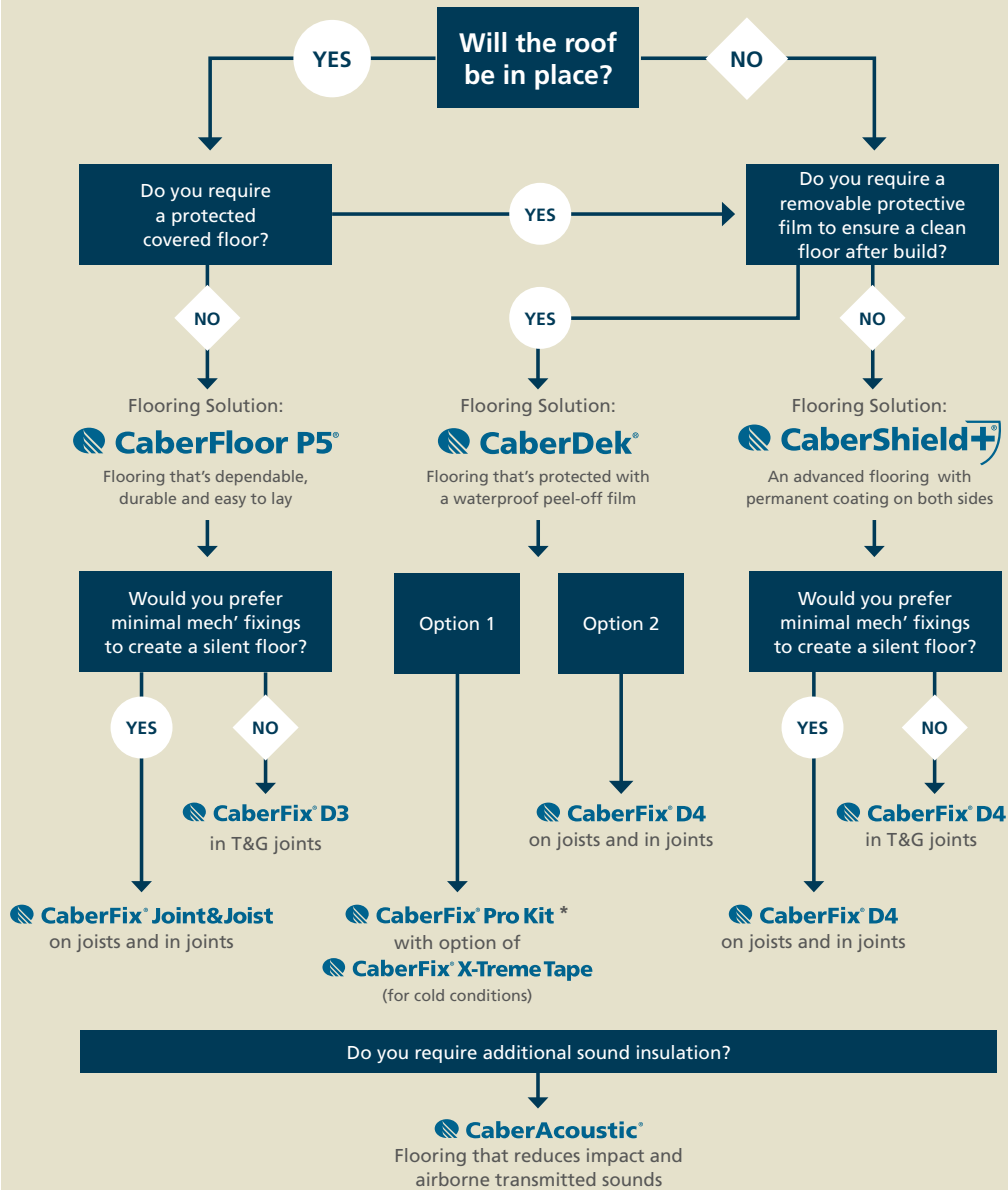 Will the roof
be in place?
YES
NO
Do you require
a protected
covered floor?
YES
Do you require a
removable protective
film to ensure a clean
floor after build?
NO
YES
NO
Flooring Solution:
CaberFloor P5®
Flooring that's dependable,
durable and easy to lay
Flooring Solution:
CaberDek®
Flooring that's protected with
a waterproof peel-off film
Flooring Solution:
CaberShield+®
An advanced flooring with
permanent coating on both sides
Would you prefer
minimal mech' fixings
to create a silent floor?
Option 1
Option 2
Would you prefer
minimal mech' fixings
to create a silent floor?
YES
NO
YES
NO
CaberFix® D3
in T&G joints
CaberFix® D4
on joists and in joints
CaberFix® D4
in T&G joints
CaberFix® Joint&Joist
on joists and in joints
CaberFix® Pro Kit *
with option of
CaberFix® X-Treme Tape
(for cold conditions)
CaberFix® D4
on joists and in joints
Do you require additional sound insulation?
CaberAcoustic®
Flooring that reduces impact and
airborne transmitted sounds